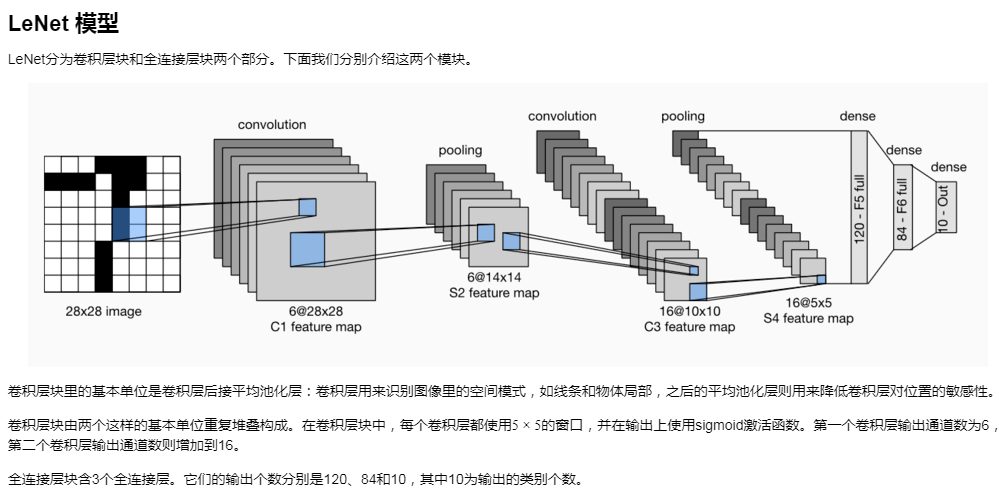 LeNet 模型
LeNet分为卷积层块和全连接层块两个部分。下面我们分别介绍这两个模块。
convolution
pooling
convolution
pooling
dense
dense
dense
120 - F5 full
84 - F6 full
10 - Out
28x28 image
6@28x28
C1 feature map
6@14x14
S2 feature map
16@10x10
C3 feature map
16@5x5
S4 feature map
卷积层块里的基本单位是卷积层后接平均池化层：卷积层用来识别图像里的空间模式，如线条和物体局部，之后的平均池化层则用来降低卷积层对位置的敏感性。
卷积层块由两个这样的基本单位重复堆叠构成。在卷积层块中，每个卷积层都使用5 × 5的窗口，并在输出上使用sigmoid激活函数。第一个卷积层输出通道数为6，
第二个卷积层输出通道数则增加到16。
全连接层块含3个全连接层。它们的输出个数分别是120、84和10，其中10为输出的类别个数。